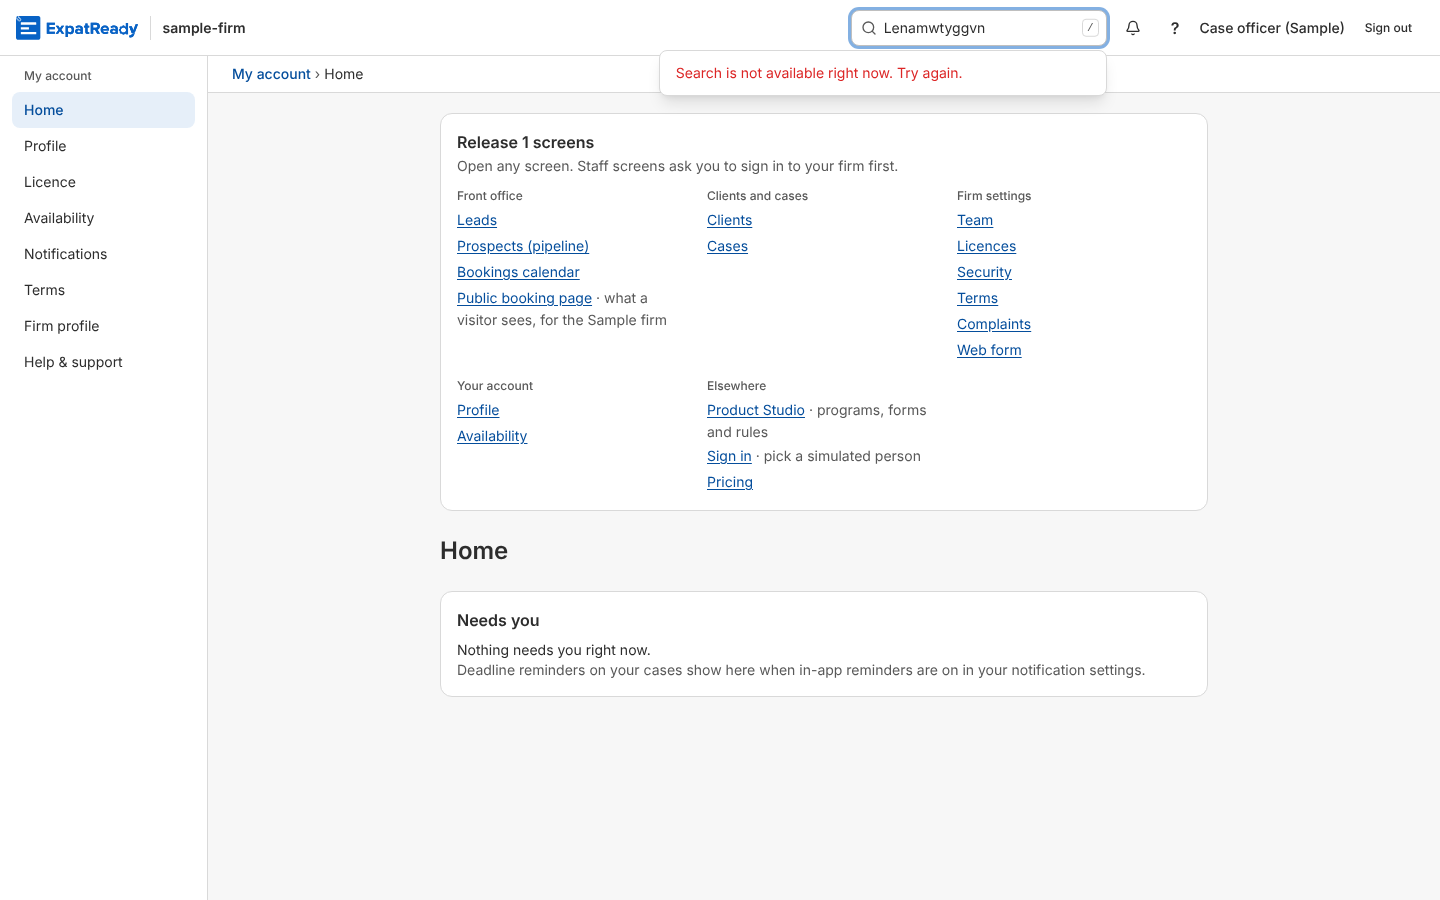 ExpatReady
sample-firm
Lenamwtyggvn
/
?
Case officer (Sample)
Sign out
Search is not available right now. Try again.
My account
Home
Profile
Licence
Availability
Notifications
Terms
Firm profile
Help & support
My account › Home
Release 1 screens
Open any screen. Staff screens ask you to sign in to your firm first.
Front office
Leads
Prospects (pipeline)
Bookings calendar
Public booking page · what a
visitor sees, for the Sample firm
Clients and cases
Clients
Cases
Firm settings
Team
Licences
Security
Terms
Complaints
Web form
Your account
Profile
Availability
Elsewhere
Product Studio · programs, forms
and rules
Sign in · pick a simulated person
Pricing
Home
Needs you
Nothing needs you right now.
Deadline reminders on your cases show here when in-app reminders are on in your notification settings.